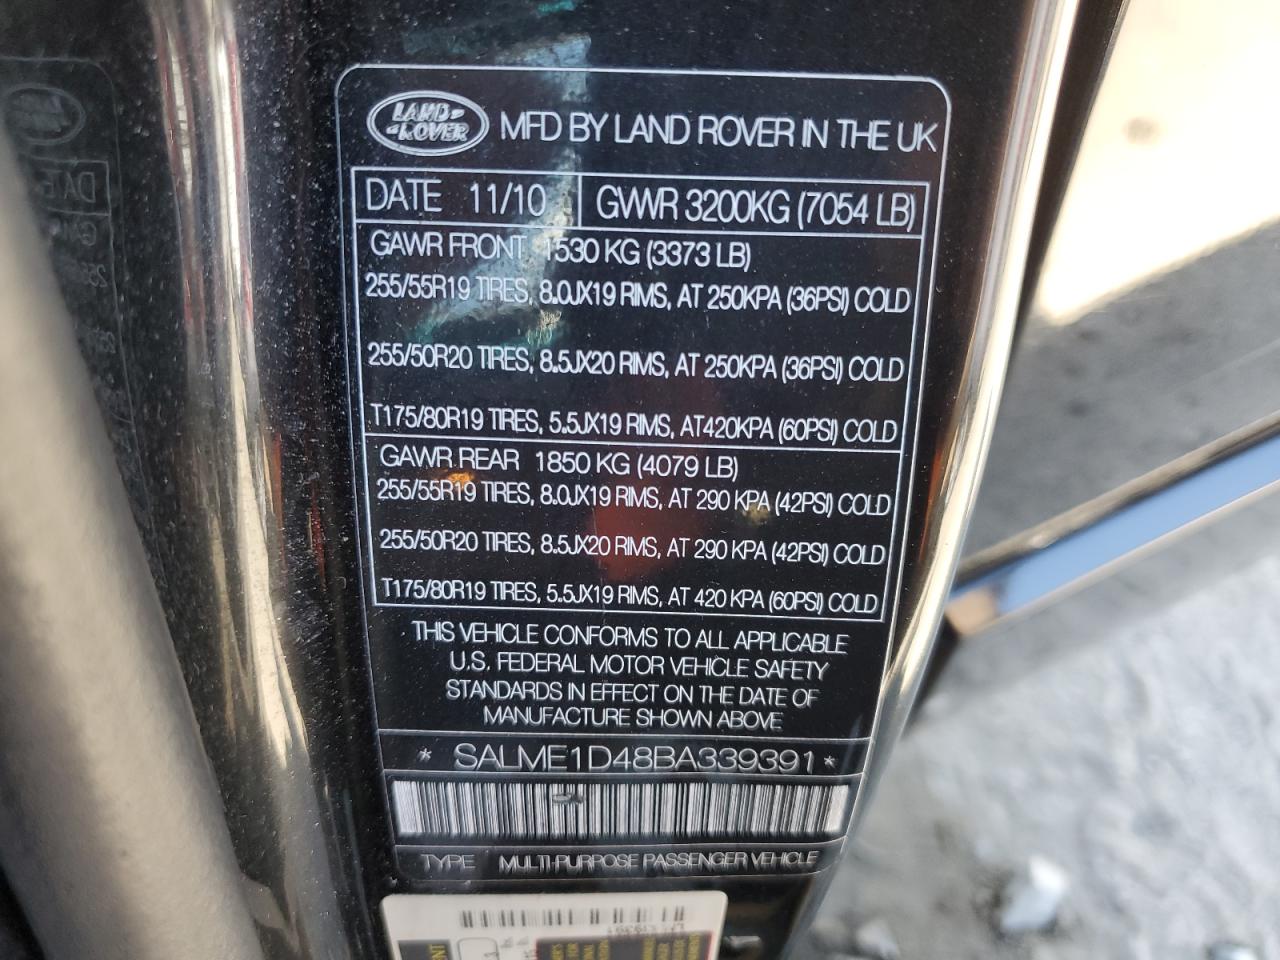 LAND-
-ROVER
MFD BY LAND ROVER IN THE UK
DATE 11/10 GWWR 3200KG (7054 LB)
GAWR FRONT 1530 KG (3373 LB)
255/55R19 TIRES, 8.0JX19 RIMS, AT 250KPA (36PSI) COLD
255/50R20 TIRES, 8.5JX20 RIMS, AT 250KPA (36PSI) COLD
T175/80R19 TIRES, 5.5JX19 RIMS, AT420KPA (60PSI) COLD
GAWR REAR 1850 KG (4079 LB)
255/55R19 TIRES, 8.0JX19 RIMS, AT 290 KPA (42PSI) COLD
255/50R20 TIRES, 8.5JX20 RIMS, AT 290 KPA (42PSI) COLD
T175/80R19 TIRES, 5.5JX19 RIMS, AT 420 KPA (60PSI) COLD
THIS VEHICLE CONFORMS TO ALL APPLICABLE
U.S. FEDERAL MOTOR VEHICLE SAFETY
STANDARDS IN EFFECT ON THE DATE OF
MANUFACTURE SHOWN ABOVE
* SALME1D48BA339391 *
TYPE MULTI-PURPOSE PASSENGER VEHICLE